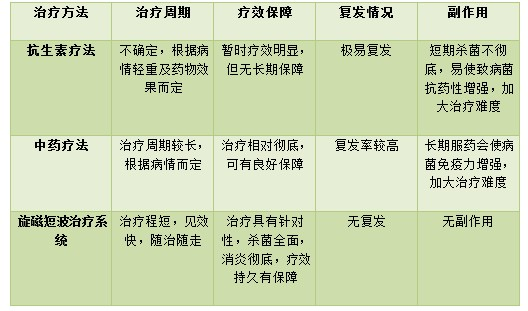 治疗方法 治疗周期 疗效保障 复发情况 副作用
抗生素疗法 不确定，根据病 暂时疗效明显， 极易复发 短期杀菌不彻
情轻重及药物效 但无长期保障 底，易使致病菌
果而定 抗药性增强，加
大治疗难度
中药疗法 治疗周期较长， 治疗相对彻底， 复发率较高 长期服药会使病
根据病情而定 可有良好保障 菌免疫力增强，
加大治疗难度
旋磁短波治疗系 治疗程短，见效 治疗具有针对 无复发 无副作用
统 快，随治随走 性，杀菌全面，
消炎彻底，疗效
持久有保障